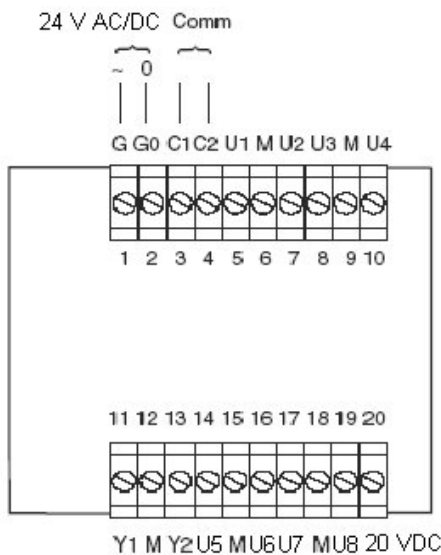 24 V AC/DC Comm
~ 0
G G0 C1 C2 U1 M U2 U3 M U4
1 2 3 4 5 6 7 8 9 10
11 12 13 14 15 16 17 18 19 20
Y1 M Y2 U5 M U6 U7 M U8 20 VDC